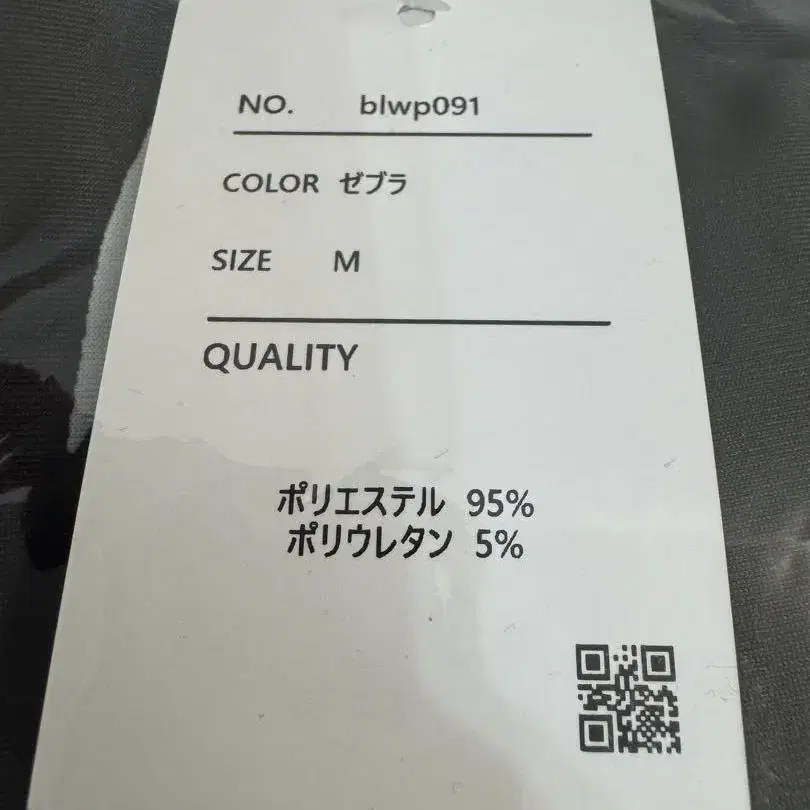 NO. blwp091
COLOR ゼブラ
SIZE M
QUALITY
ポリエステル 95%
ポリウレタン 5%